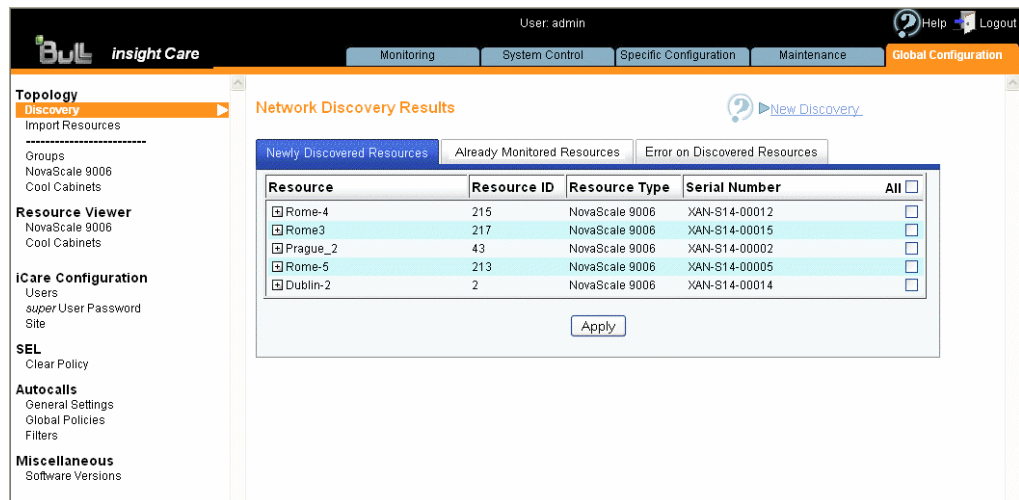 User: admin
Help Logout
Bull insight Care
Monitoring System Control Specific Configuration Maintenance Global Configuration
Topology
Discovery
Import Resources
-------------------------
Groups
NovaScale 9006
Cool Cabinets
Resource Viewer
NovaScale 9006
Cool Cabinets
iCare Configuration
Users
super User Password
Site
SEL
Clear Policy
Autocalls
General Settings
Global Policies
Filters
Miscellaneous
Software Versions
Network Discovery Results
New Discovery
Newly Discovered Resources Already Monitored Resources Error on Discovered Resources
Resource Resource ID Resource Type Serial Number All
Rome-4 215 NovaScale 9006 XAN-S14-00012
Rome3 217 NovaScale 9006 XAN-S14-00015
Prague_2 43 NovaScale 9006 XAN-S14-00002
Rome-5 213 NovaScale 9006 XAN-S14-00005
Dublin-2 2 NovaScale 9006 XAN-S14-00014
Apply